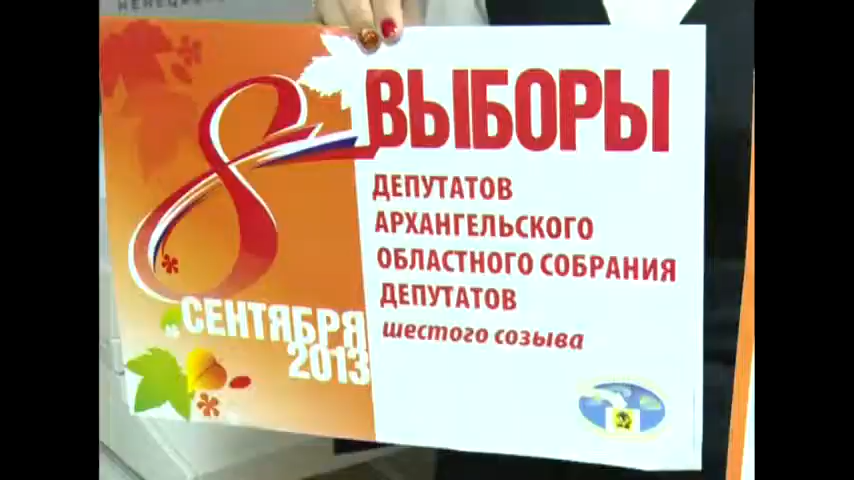 8
СЕНТЯБРЯ
2013
ВЫБОРЫ
ДЕПУТАТОВ
АРХАНГЕЛЬСКОГО
ОБЛАСТНОГО СОБРАНИЯ
ДЕПУТАТОВ
шестого созыва